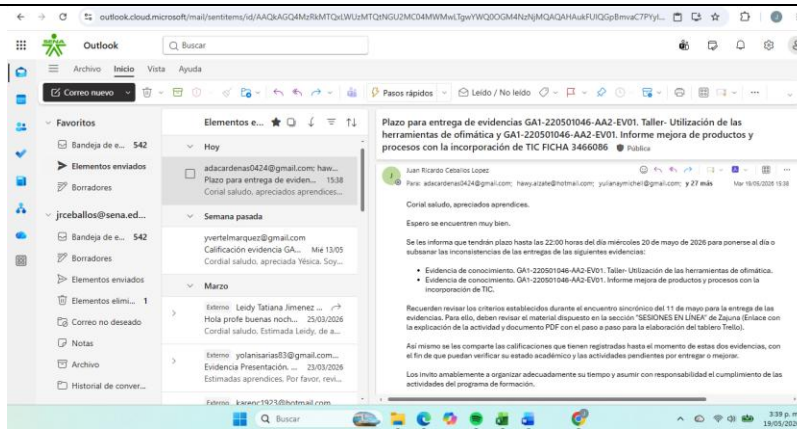 outlook.cloud.microsoft/mail/sentitems/id/
SENA
Outlook
Buscar
Archivo Inicio Vista Ayuda
Correo nuevo
Pasos rápidos
Leído / No leído
Favoritos
Bandeja de e... 542
Elementos enviados
Borradores
jrceballos@sena.ed...
Bandeja de e... 542
Borradores
Elementos enviados
Elementos elimi... 1
Correo no deseado
Notas
Archivo
Historial de conver...
Elementos e...
Hoy
adacardenas0424@gmail.com; haw...
Plazo para entrega de eviden... 15:38
Corial saludo, apreciados aprendices...
Semana pasada
yvertelmarquez@gmail.com
Calificación evidencia GA... Mié 13/05
Cordial saludo, apreciada Yésica. Soy...
Marzo
Externo Leidy Tatiana Jimenez ...
Hola profe buenas noch... 25/03/2026
Cordial saludo. Estimada Leidy, de a...
Externo yolanisarias83@gmail.com...
Evidencia Presentación. ... 23/03/2026
Estimadas aprendices. Por favor, revi...
Externo karenc1923@hotmail.com
Plazo para entrega de evidencias GA1-220501046-AA2-EV01. Taller- Utilización de las
herramientas de ofimática y GA1-220501046-AA2-EV01. Informe mejora de productos y
procesos con la incorporación de TIC FICHA 3466086 Pública
Juan Ricardo Ceballos Lopez
Para: adacardenas0424@gmail.com; hawy.aizate@hotmail.com; yulianaymichell@gmail.com; y 27 más Mar 19/05/2026 15:38
Corial saludo, apreciados aprendices.
Espero se encuentren muy bien.
Se les informa que tendrán plazo hasta las 22:00 horas del día miércoles 20 de mayo de 2026 para ponerse al día o
subsanar las inconsistencias de las entregas de las siguientes evidencias:
• Evidencia de conocimiento. GA1-220501046-AA2-EV01. Taller- Utilización de las herramientas de ofimática.
• Evidencia de conocimiento. GA1-220501046-AA2-EV01. Informe mejora de productos y procesos con la
incorporación de TIC.
Recuerden revisar los criterios establecidos durante el encuentro sincrónico del 11 de mayo para la entrega de las
evidencias. Para ello, deben revisar el material dispuesto en la sección "SESIONES EN LÍNEA" de Zajuna (Enlace con
la explicación de la actividad y documento PDF con el paso a paso para la elaboración del tablero Trello).
Así mismo se les comparte las calificaciones que tienen registradas hasta el momento de estas dos evidencias, con
el fin de que puedan verificar su estado académico y las actividades pendientes por entregar o mejorar.
Los invito amablemente a organizar adecuadamente su tiempo y asumir con responsabilidad el cumplimiento de las
actividades del programa de formación.
Buscar
3:39 p. m.